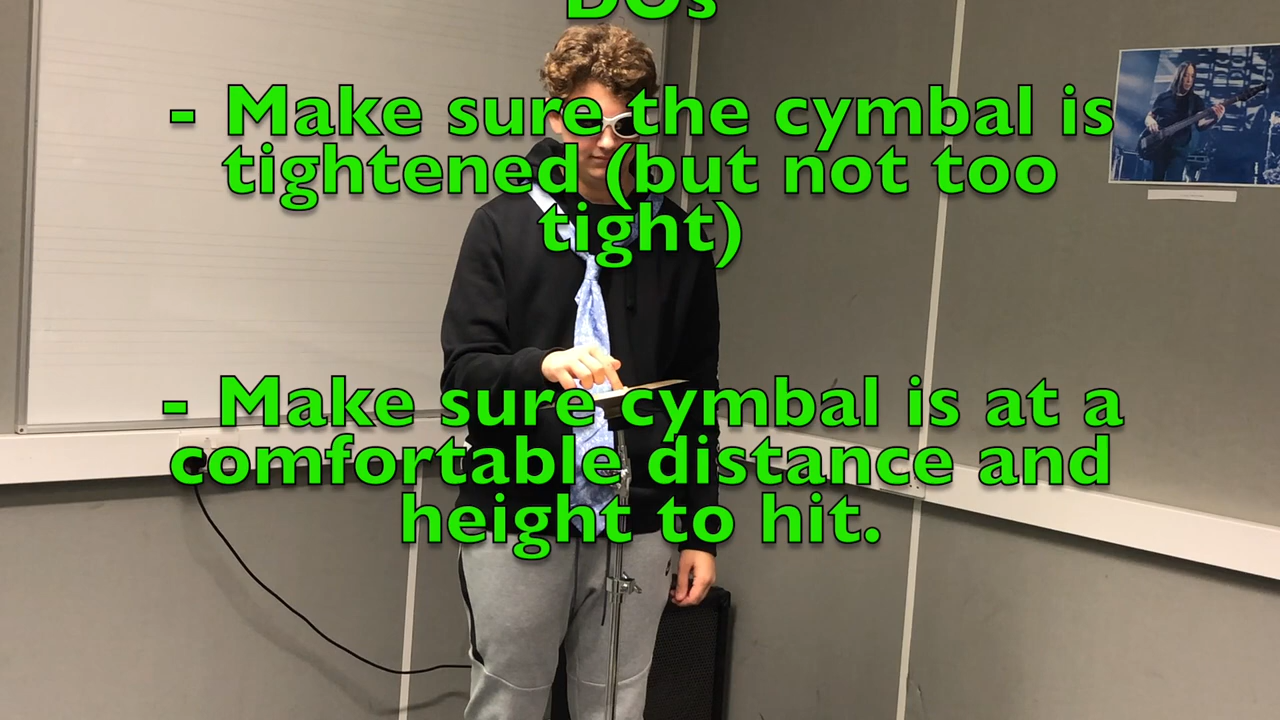 DOs
- Make sure the cymbal is
tightened (but not too
tight)
- Make sure cymbal is at a
comfortable distance and
height to hit.